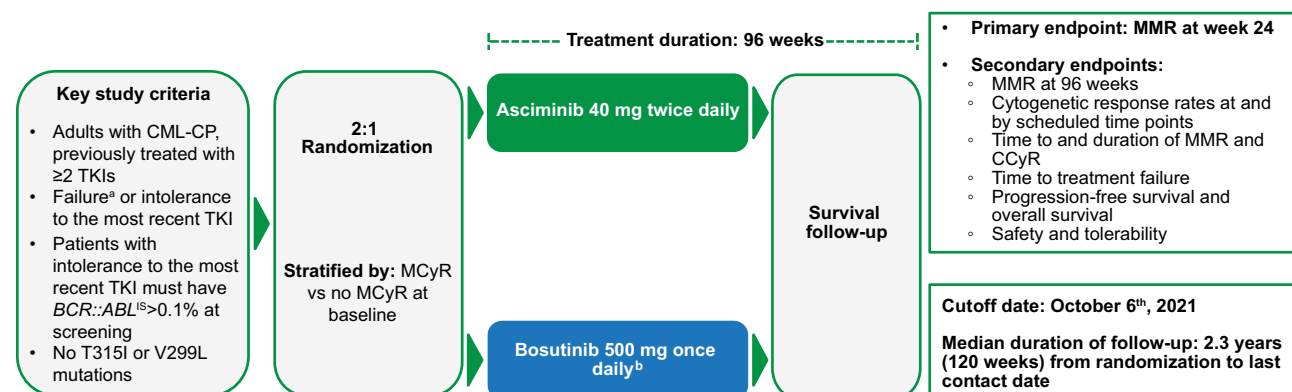 Key study criteria
• Adults with CML-CP,
previously treated with
≥2 TKIs
• Failureᵃ or intolerance
to the most recent TKI
• Patients with
intolerance to the most
recent TKI must have
BCR::ABLᴵˢ>0.1% at
screening
• No T315I or V299L
mutations
2:1
Randomization
Stratified by: MCyR
vs no MCyR at
baseline
Treatment duration: 96 weeks
Asciminib 40 mg twice daily
Bosutinib 500 mg once
dailyᵇ
Survival
follow-up
• Primary endpoint: MMR at week 24
• Secondary endpoints:
◦ MMR at 96 weeks
◦ Cytogenetic response rates at and
by scheduled time points
◦ Time to and duration of MMR and
CCyR
◦ Time to treatment failure
◦ Progression-free survival and
overall survival
◦ Safety and tolerability
Cutoff date: October 6ᵗʰ, 2021
Median duration of follow-up: 2.3 years
(120 weeks) from randomization to last
contact date